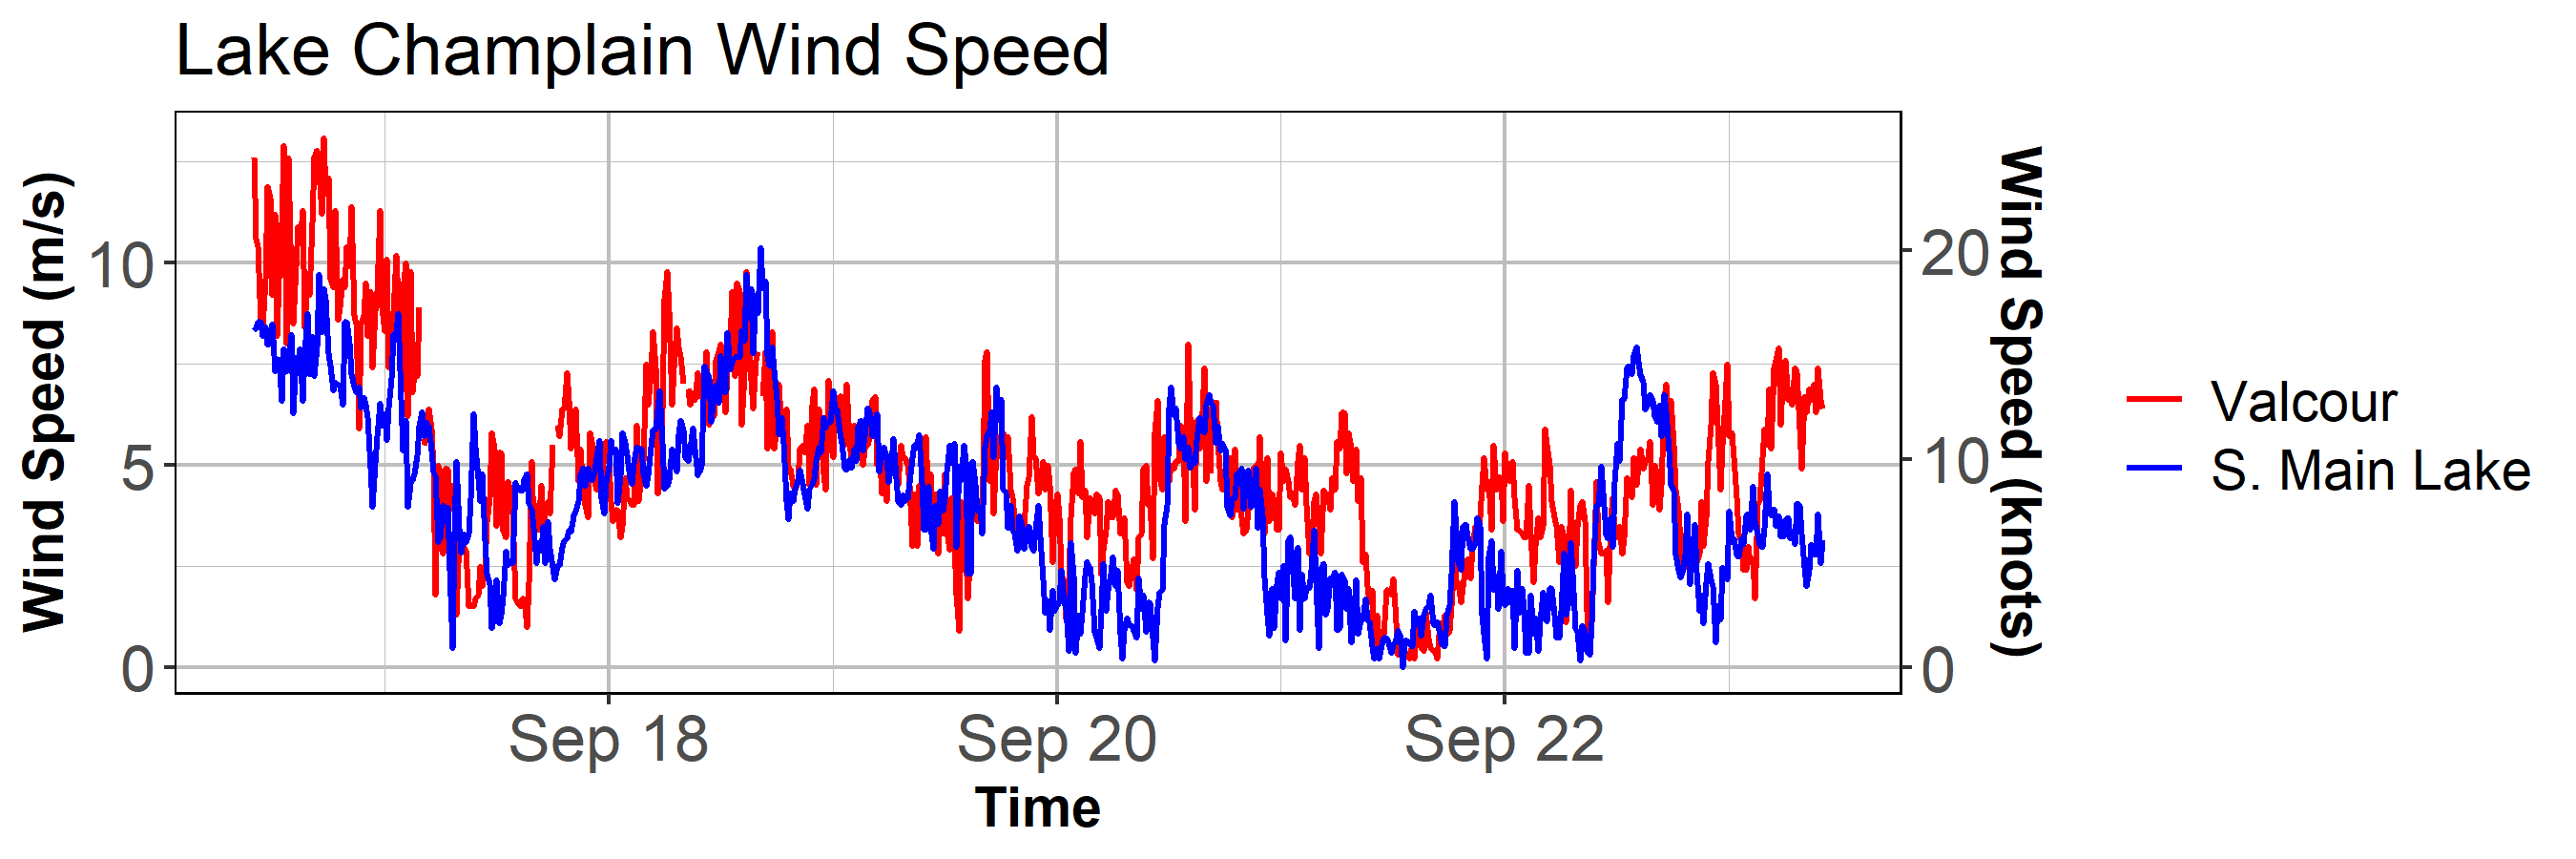 Lake Champlain Wind Speed
Wind Speed (m/s)
10
5
0
20
10
0
Wind Speed (knots)
Sep 18
Sep 20
Sep 22
Time
Valcour
S. Main Lake